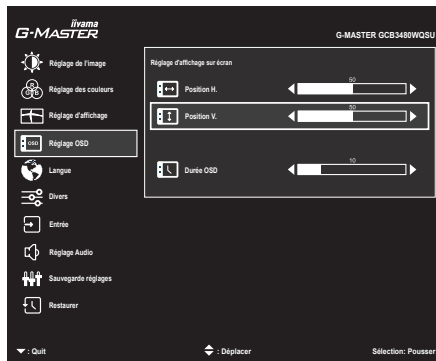 iiyama
G-MASTER
G-MASTER GCB3480WQSU
Réglage de l'image
Réglage d'affichage sur écran
50
Position H.
R
G B
Réglage des couleurs
50
Position V.
Réglage d'affichage
OSD
Réglage OSD
10
Durée OSD
Langue
Divers
Entrée
Réglage Audio
Sauvegarde réglages
Restaurer
: Quit
: Déplacer
Sélection: Pousser